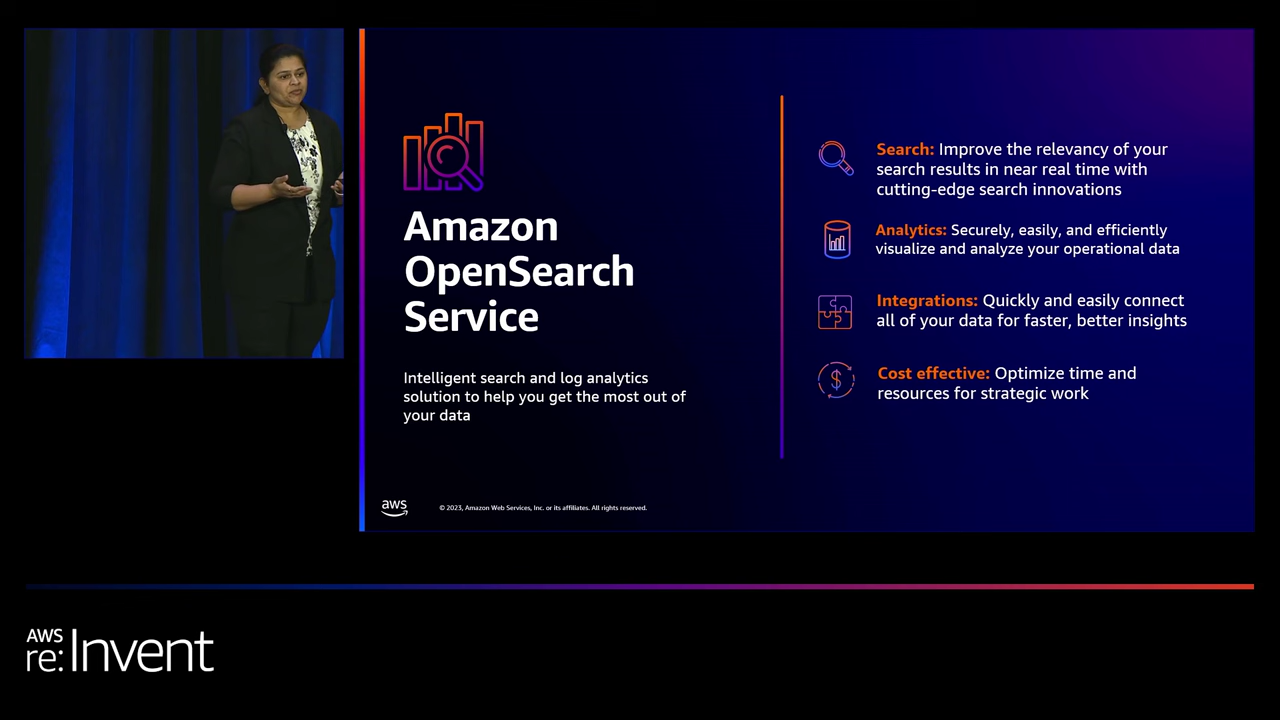 Amazon
OpenSearch
Service
Intelligent search and log analytics
solution to help you get the most out of
your data
Search: Improve the relevancy of your
search results in near real time with
cutting-edge search innovations
Analytics: Securely, easily, and efficiently
visualize and analyze your operational data
Integrations: Quickly and easily connect
all of your data for faster, better insights
Cost effective: Optimize time and
resources for strategic work
aws
© 2023, Amazon Web Services, Inc. or its affiliates. All rights reserved.
AWS
re:Invent